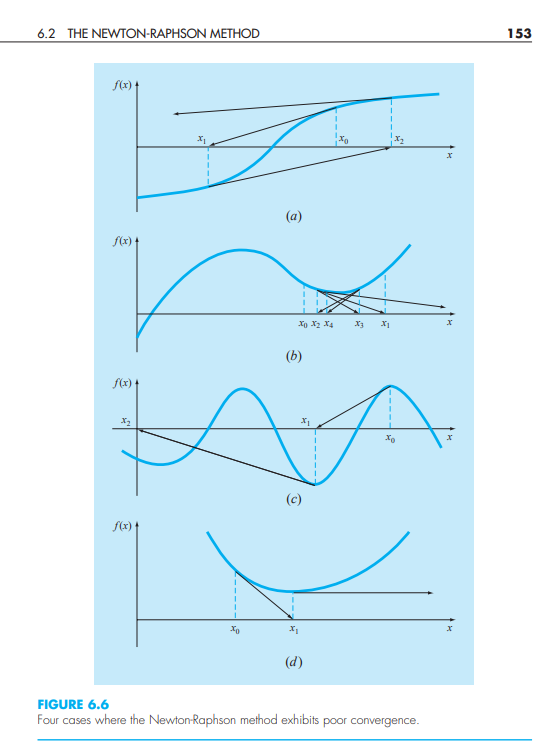 6.2 THE NEWTON-RAPHSON METHOD 153
f(x)
x₁ x₀ x₂
x
(a)
f(x)
x₀ x₂ x₄ x₃ x₁ x
(b)
f(x)
x₂ x₁
x₀ x
(c)
f(x)
x₀ x₁ x
(d)
FIGURE 6.6
Four cases where the Newton-Raphson method exhibits poor convergence.